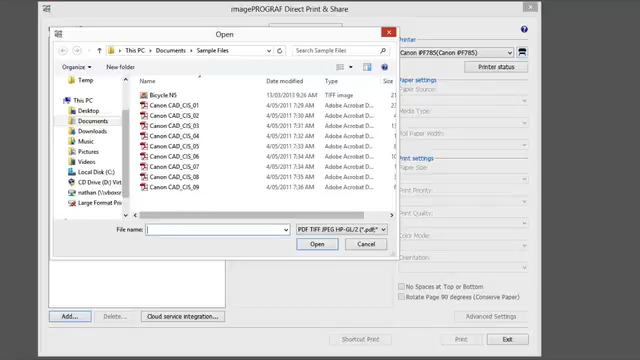 imagePROGRAF Direct Print & Share
Open
This PC ▸ Documents ▸ Sample Files
Search Sample Files
Organize
New folder
Temp
This PC
Desktop
Documents
Downloads
Music
Pictures
Videos
Local Disk (C:)
CD Drive (D:) Virt
nathan (\\vboxsr
Large Format Pri
Name Date modified Type
Bicycle N5 13/03/2013 9:26 AM TIFF image
Canon CAD_CIS_01 4/05/2011 7:29 AM Adobe Acrobat D...
Canon CAD_CIS_02 4/05/2011 7:30 AM Adobe Acrobat D...
Canon CAD_CIS_03 4/05/2011 7:31 AM Adobe Acrobat D...
Canon CAD_CIS_04 4/05/2011 7:32 AM Adobe Acrobat D...
Canon CAD_CIS_05 4/05/2011 7:33 AM Adobe Acrobat D...
Canon CAD_CIS_06 4/05/2011 7:34 AM Adobe Acrobat D...
Canon CAD_CIS_07 4/05/2011 7:34 AM Adobe Acrobat D...
Canon CAD_CIS_08 4/05/2011 7:35 AM Adobe Acrobat D...
Canon CAD_CIS_09 4/05/2011 7:36 AM Adobe Acrobat D...
File name:
PDF TIFF JPEG HP-GL/2 (*.pdf;*
Open
Cancel
Printer
Canon iPF785(Canon iPF785)
Printer status
Paper settings
Paper Source:
Media Type:
Roll Paper Width:
Print settings
Paper Size:
Print Priority:
Print Quality:
Color Mode:
Orientation:
No Spaces at Top or Bottom
Rotate Page 90 degrees (Conserve Paper)
Add...
Delete...
Cloud service integration...
Advanced Settings
Shortcut Print
Print
Exit